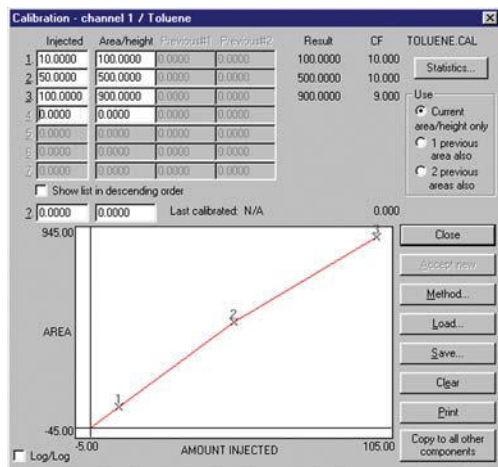 Calibration - channel 1 / Toluene
Injected Area/height Previous#1 Previous#2 Result CF TOLUENE.CAL
1 10.0000 100.0000 0.0000 0.0000 100.0000 10.000
2 50.0000 500.0000 0.0000 0.0000 500.0000 10.000
3 100.0000 900.0000 0.0000 0.0000 900.0000 9.000
4 0.0000 0.0000 0.0000 0.0000
5 0.0000 0.0000 0.0000 0.0000
6 0.0000 0.0000 0.0000 0.0000
7 0.0000 0.0000 0.0000 0.0000
Statistics...
Use
Current
area/height only
1 previous
area also
2 previous
areas also
Show list in descending order
? 0.0000 0.0000 Last calibrated: N/A 0.000
945.00
AREA
-45.00
-5.00 AMOUNT INJECTED 105.00
1
2
3
Log/Log
Close
Accept new
Method...
Load...
Save...
Clear
Print
Copy to all other
components